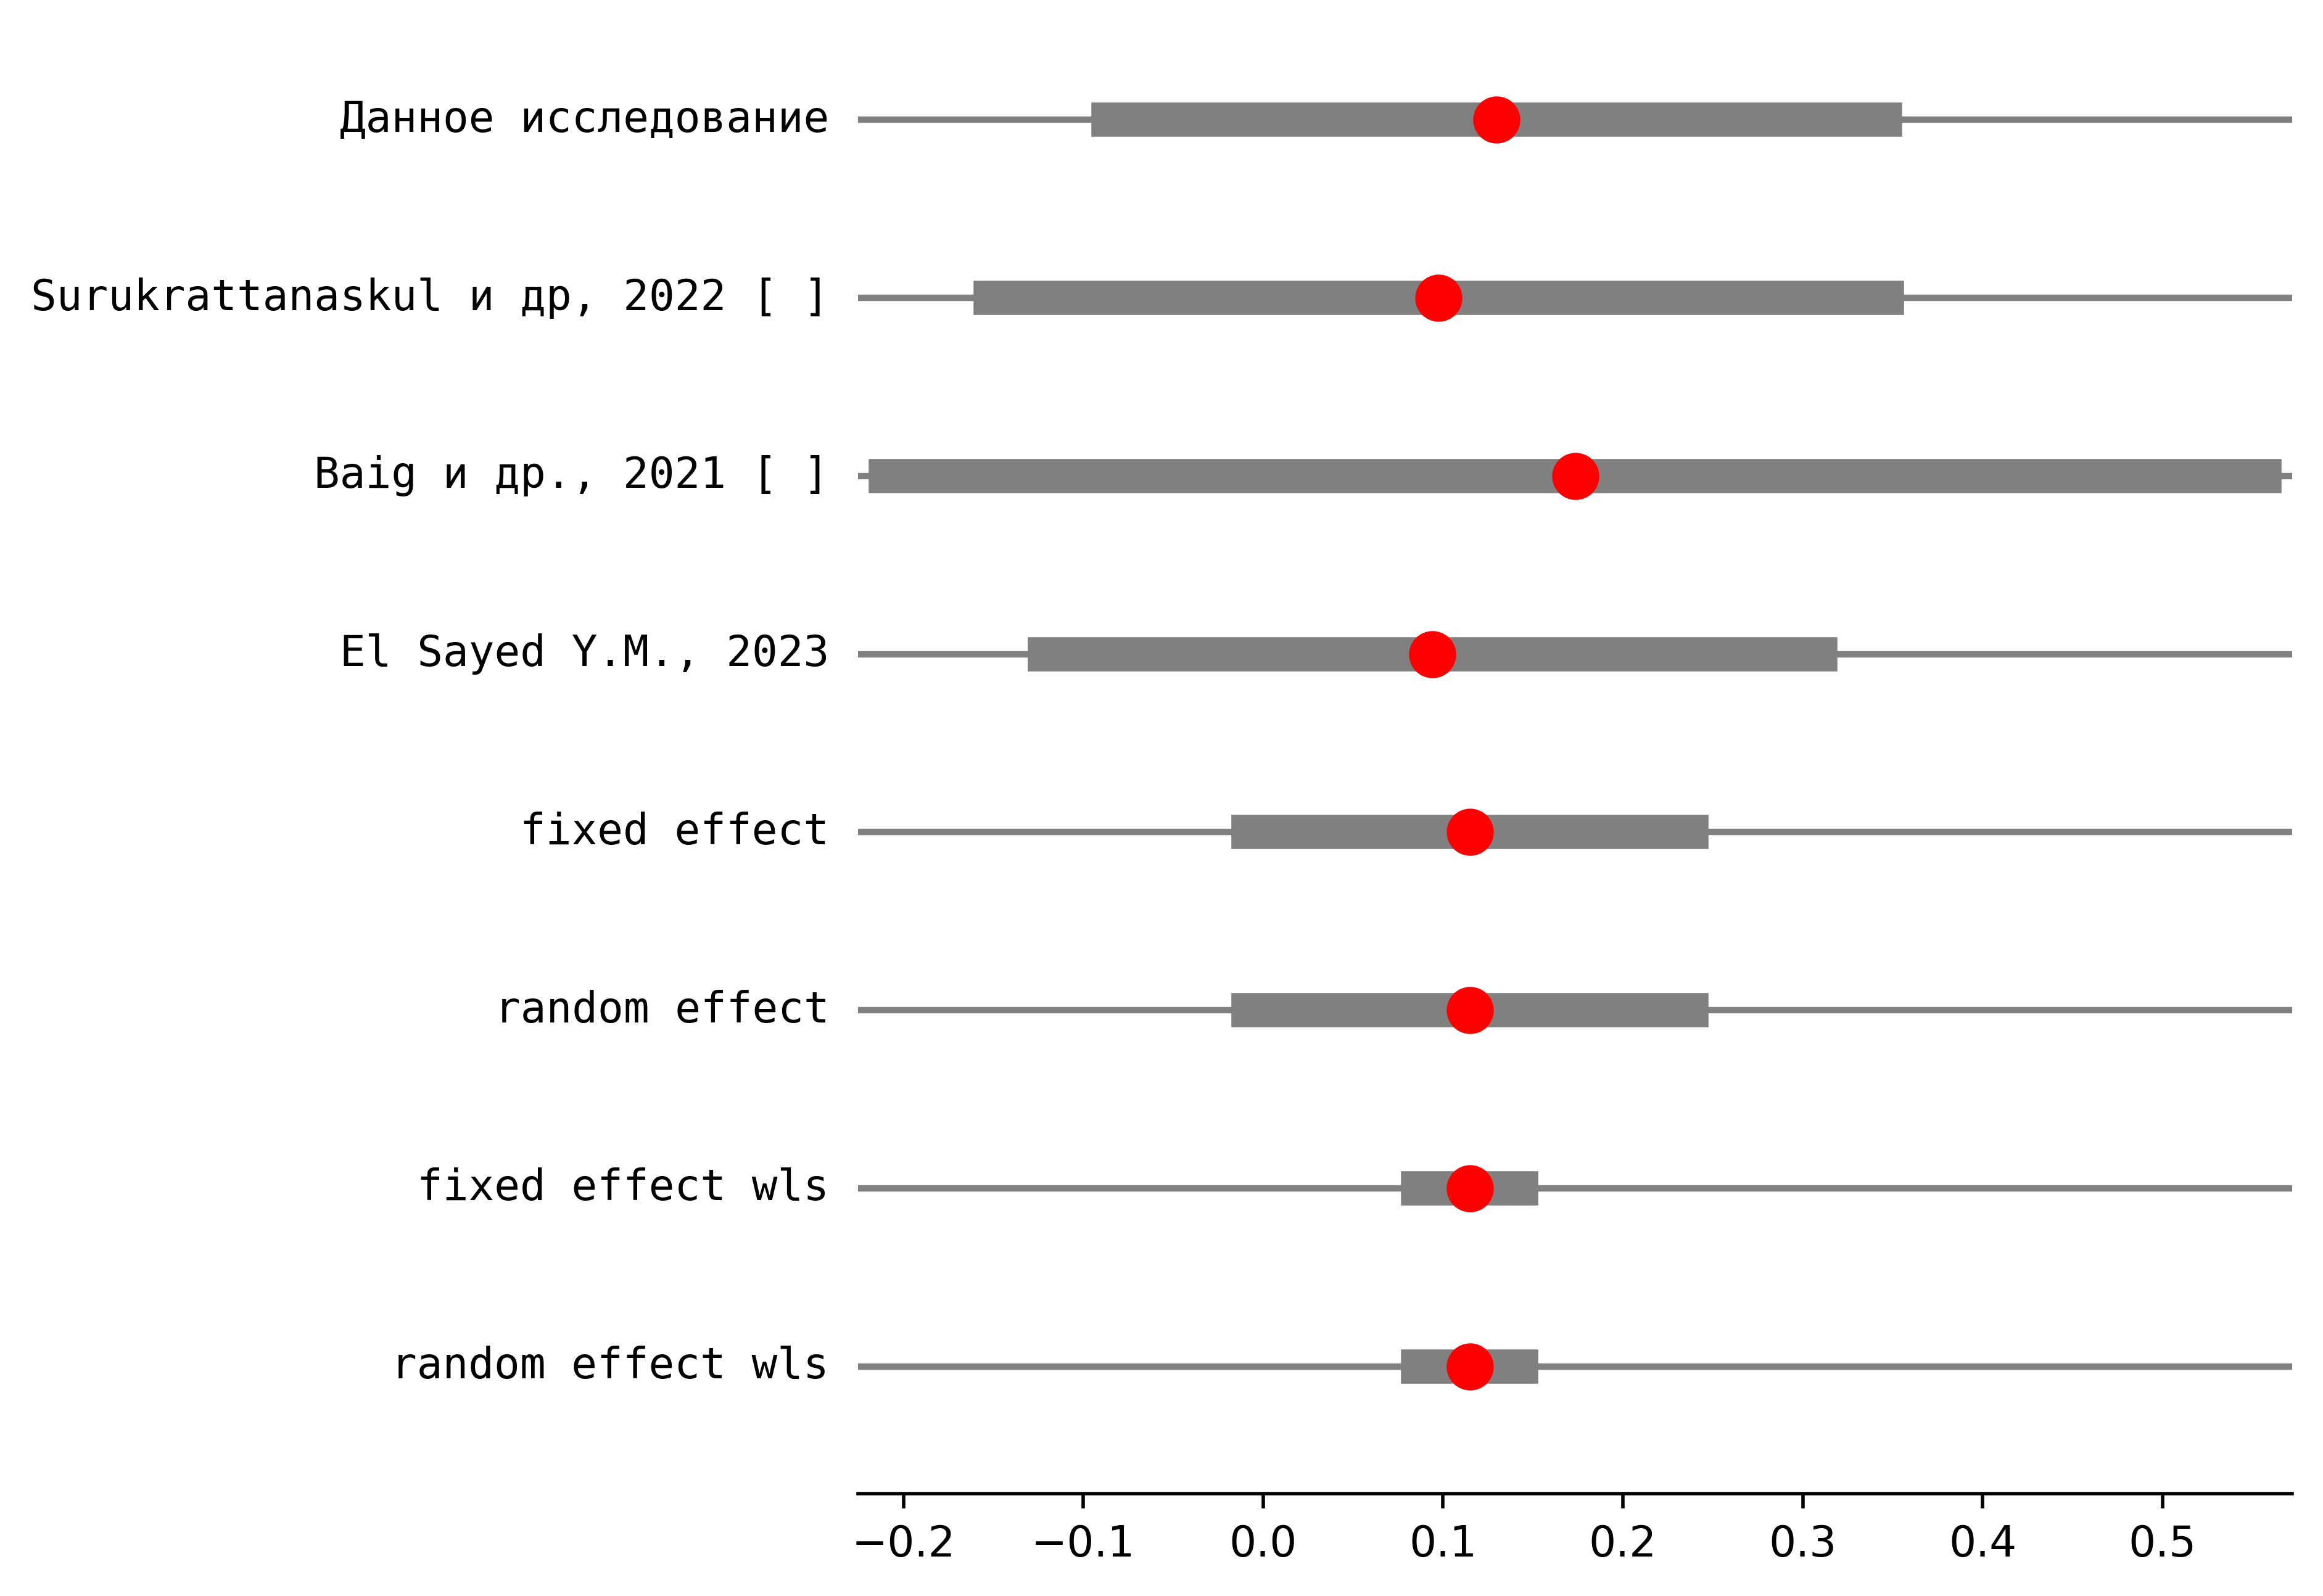 Данное исследование
Surukrattanaskul и др, 2022 [ ]
Baig и др., 2021 [ ]
El Sayed Y.M., 2023
fixed effect
random effect
fixed effect wls
random effect wls
−0.2 −0.1 0.0 0.1 0.2 0.3 0.4 0.5